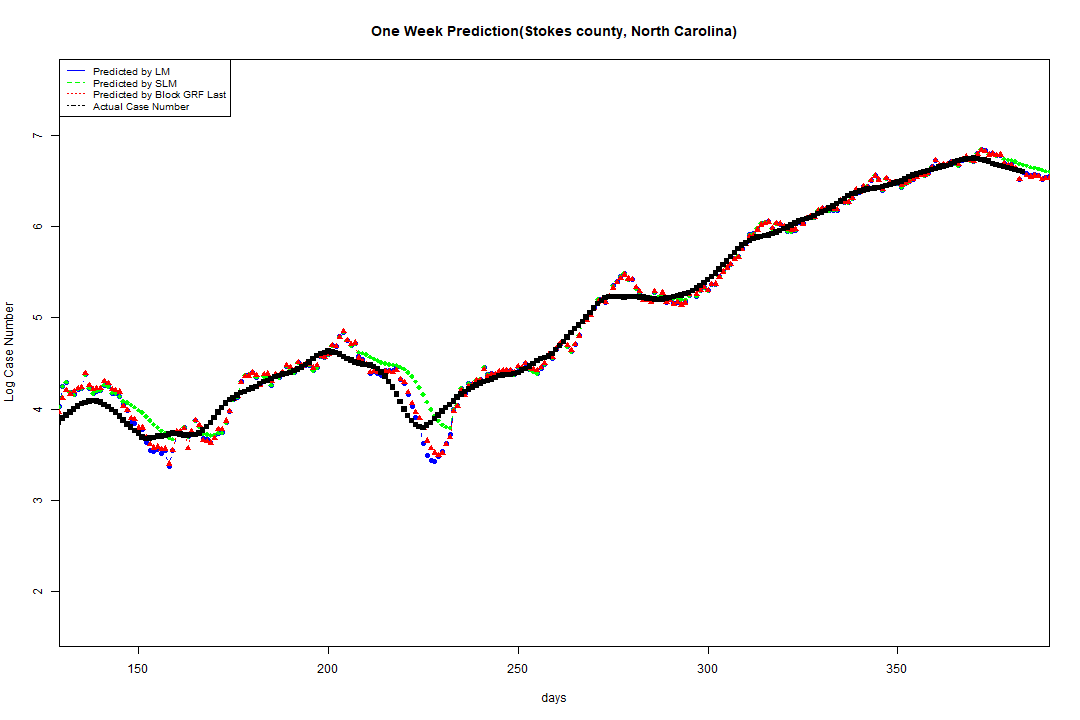 One Week Prediction(Stokes county, North Carolina)
Predicted by LM
Predicted by SLM
Predicted by Block GRF Last
Actual Case Number
7
6
5
4
3
2
Log Case Number
150 200 250 300 350
days